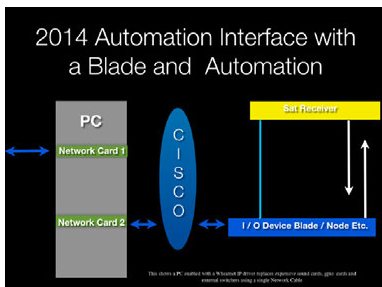 2014 Automation Interface with
a Blade and Automation
PC
Sat Receiver
Network Card 1
CISCO
Network Card 2
I / O Device Blade / Node Etc.
This shows a PC enabled with a Wheatnet IP driver replaces expensive sound cards, gpio cards and
external switchers using a single Network Cable